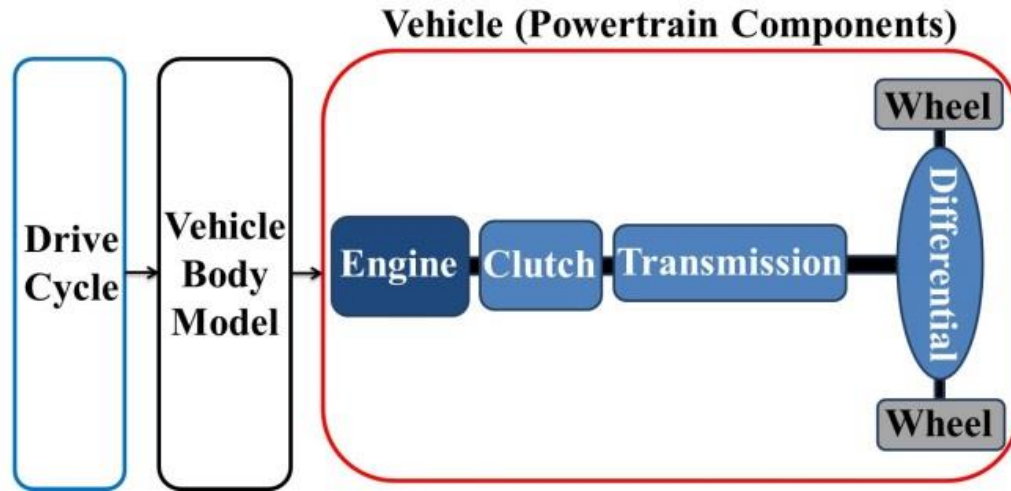 Vehicle (Powertrain Components)
Drive
Cycle
Vehicle
Body
Model
Engine
Clutch
Transmission
Wheel
Differential
Wheel